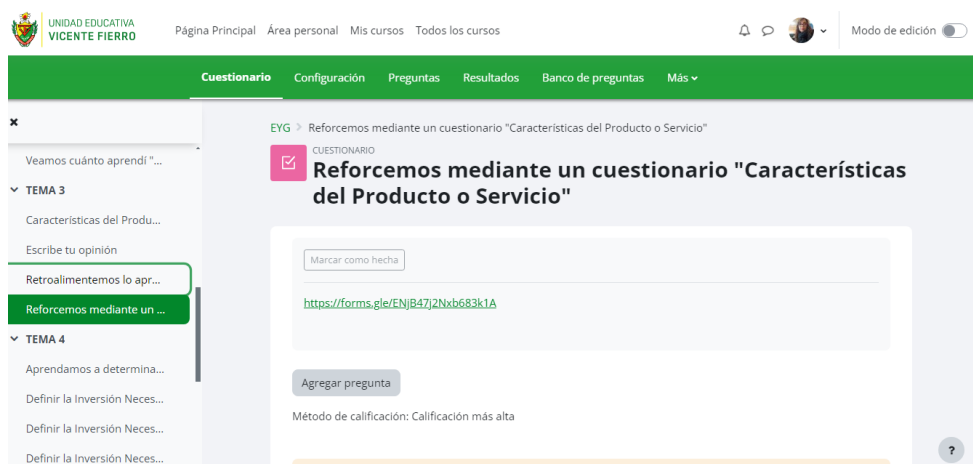 UNIDAD EDUCATIVA
VICENTE FIERRO
Página Principal Área personal Mis cursos Todos los cursos
Modo de edición
Cuestionario Configuración Preguntas Resultados Banco de preguntas Más
EYG > Reforcemos mediante un cuestionario "Características del Producto o Servicio"
CUESTIONARIO
Reforcemos mediante un cuestionario "Características
del Producto o Servicio"
Veamos cuánto aprendí "...
TEMA 3
Características del Produ...
Escribe tu opinión
Retroalimentemos lo apr...
Reforcemos mediante un ...
TEMA 4
Aprendamos a determina...
Definir la Inversión Neces...
Definir la Inversión Neces...
Definir la Inversión Neces...
Marcar como hecha
https://forms.gle/ENjB47j2Nxb683k1A
Agregar pregunta
Método de calificación: Calificación más alta
?